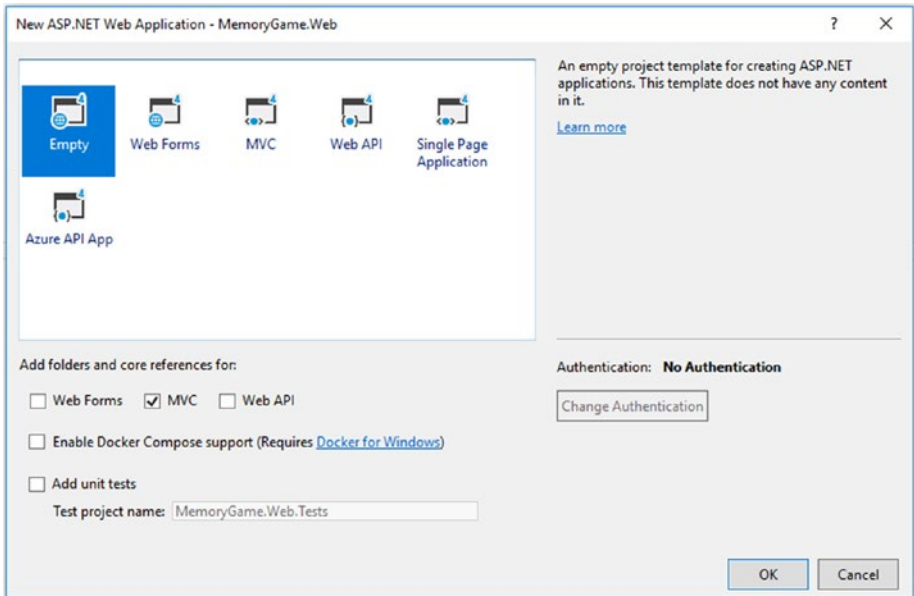 New ASP.NET Web Application - MemoryGame.Web
?
Empty
Web Forms
MVC
Web API
Single Page
Application
Azure API App
An empty project template for creating ASP.NET
applications. This template does not have any content
in it.
Learn more
Add folders and core references for:
Web Forms
MVC
Web API
Enable Docker Compose support (Requires Docker for Windows)
Add unit tests
Test project name: MemoryGame.Web.Tests
Authentication: No Authentication
Change Authentication
OK
Cancel